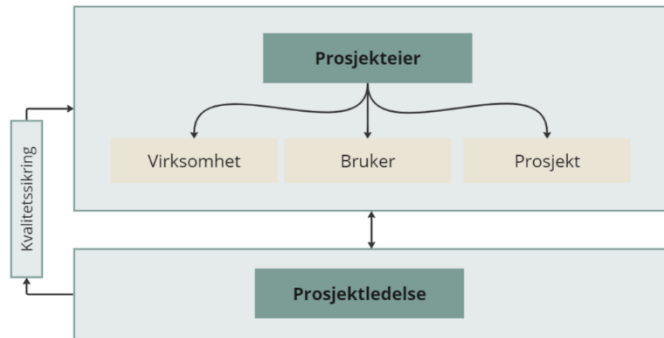 Prosjekteier
Virksomhet
Bruker
Prosjekt
Kvalitetssikring
Prosjektledelse